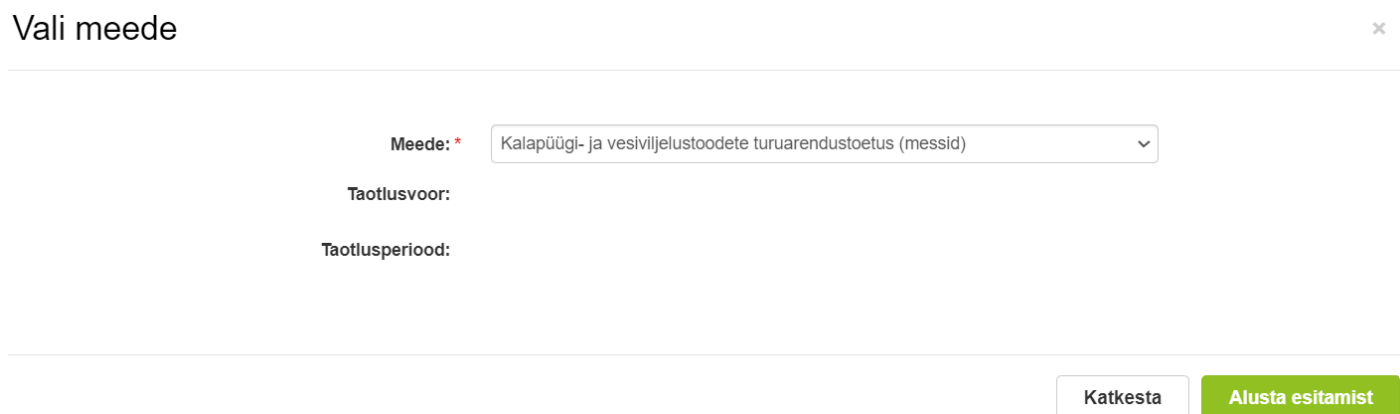 Vali meede
×
Meede: * Kalapüügi- ja vesiviljelustoodete turuarendustoetus (messid)
Taotlusvoor:
Taotlusperiood:
Katkesta Alusta esitamist